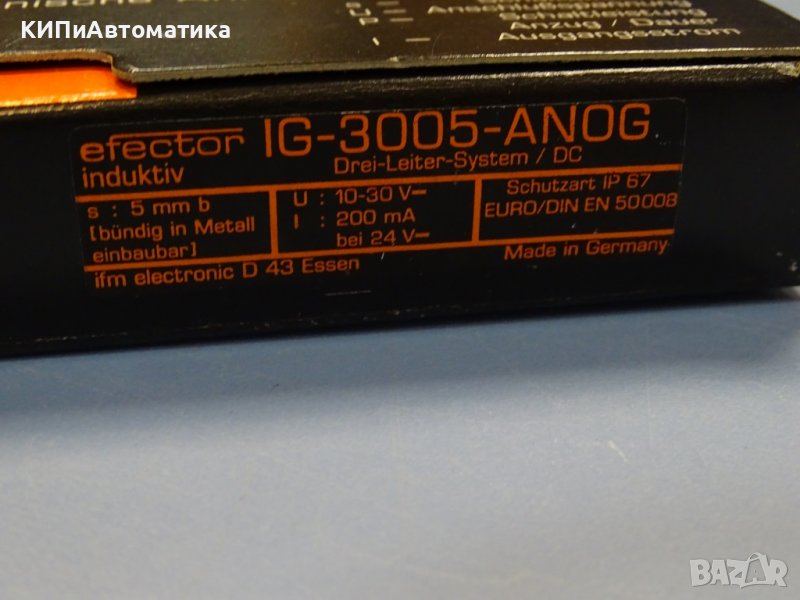 КИПиАвтоматика
Anzug / Dauer
Ausgangsstrom
efector IG-3005-ANOG
induktiv
Drei-Leiter-System / DC
s : 5 mm b
[bündig in Metall
einbaubar]
U : 10-30 V
I : 200 mA
bei 24 V
Schutzart IP 67
EURO/DIN EN 50008
ifm electronic D 43 Essen
Made in Germany
BAZAR